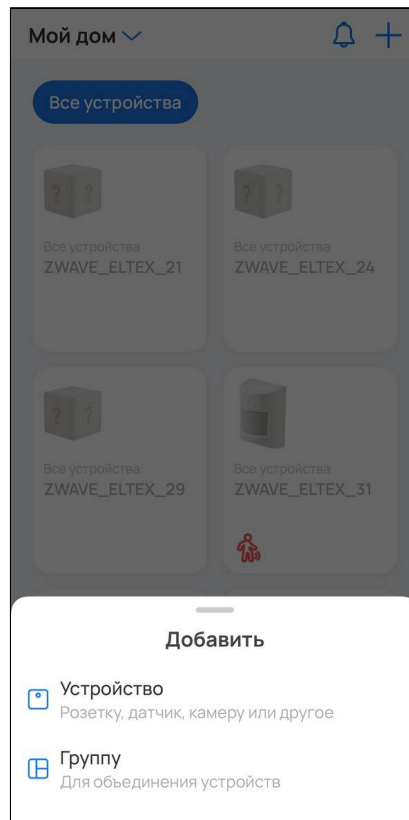 Мой дом
Все устройства
Все устройства
ZWAVE_ELTEX_21
Все устройства
ZWAVE_ELTEX_24
Все устройства
ZWAVE_ELTEX_29
Все устройства
ZWAVE_ELTEX_31
Добавить
Устройство
Розетку, датчик, камеру или другое
Группу
Для объединения устройств